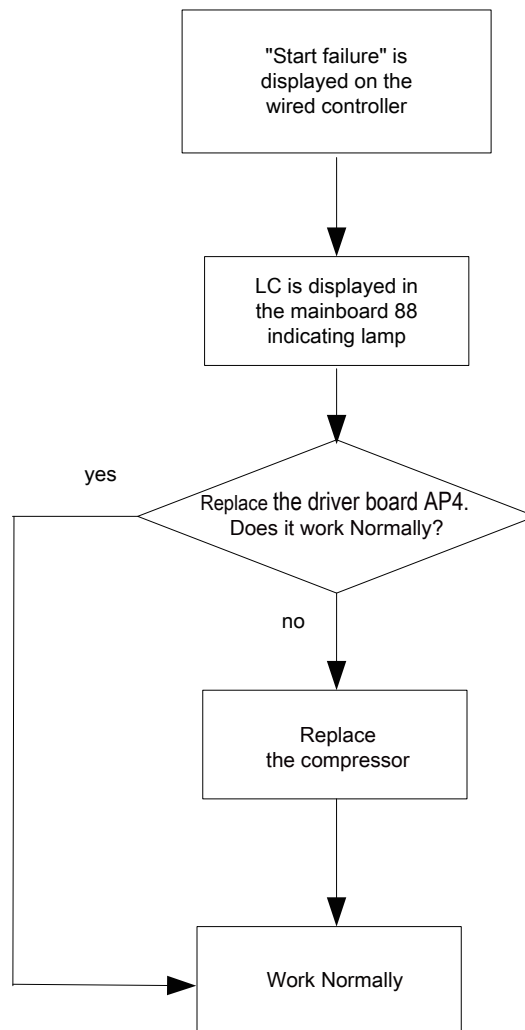 "Start failure" is
displayed on the
wired controller
LC is displayed in
the mainboard 88
indicating lamp
yes
Replace the driver board AP4.
Does it work Normally?
no
Replace
the compressor
Work Normally